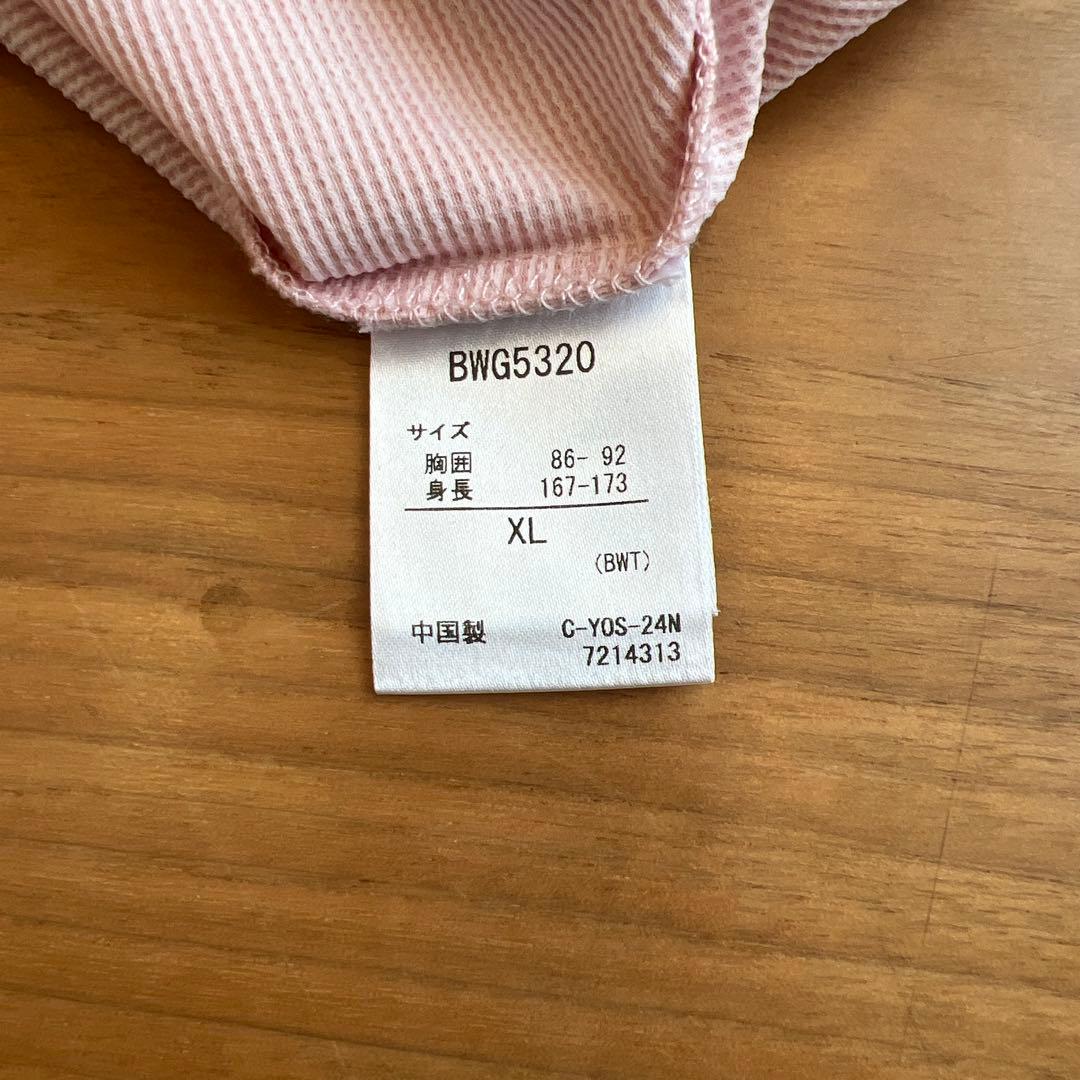 BWG5320
サイズ
胸囲 86- 92
身長 167-173
XL
(BWT)
中国製 C-YOS-24N
7214313